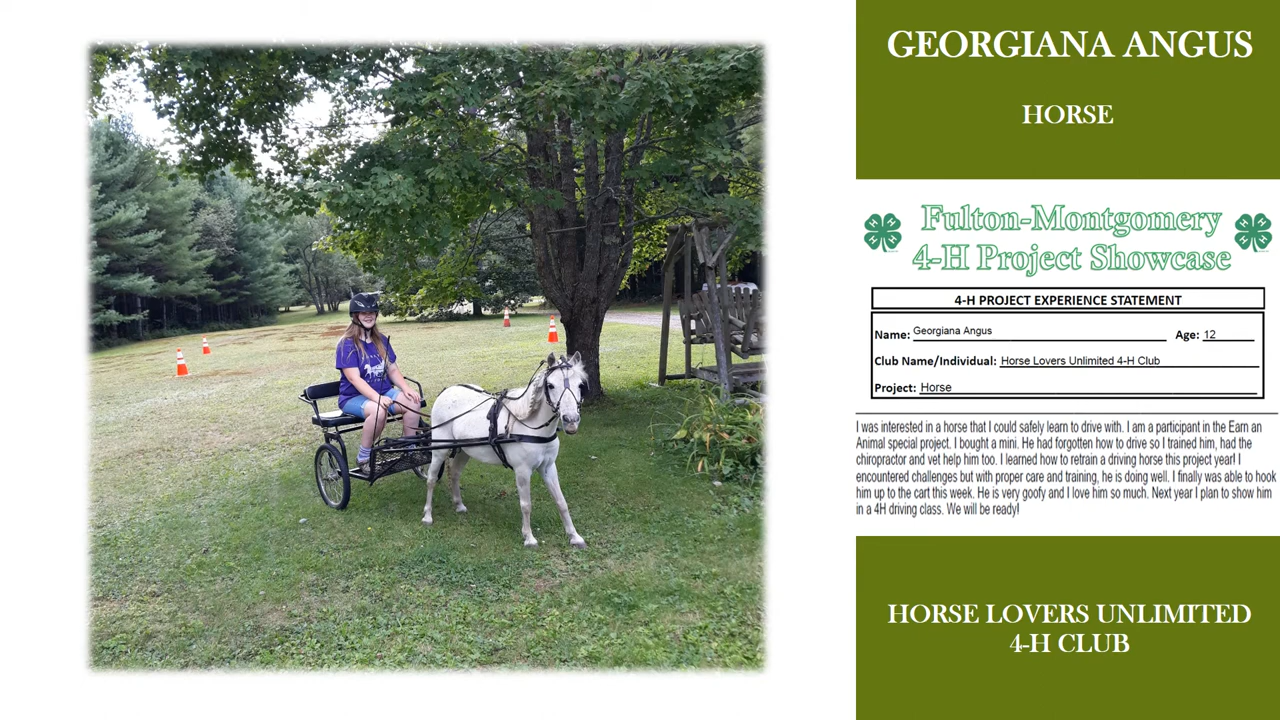 GEORGIANA ANGUS
HORSE
Fulton-Montgomery
4-H Project Showcase
4-H PROJECT EXPERIENCE STATEMENT
Name: Georgiana Angus Age: 12
Club Name/Individual: Horse Lovers Unlimited 4-H Club
Project: Horse
I was interested in a horse that I could safely learn to drive with. I am a participant in the Earn an
Animal special project. I bought a mini. He had forgotten how to drive so I trained him, had the
chiropractor and vet help him too. I learned how to retrain a driving horse this project year! I
encountered challenges but with proper care and training, he is doing well. I finally was able to hook
him up to the cart this week. He is very goofy and I love him so much. Next year I plan to show him
in a 4H driving class. We will be ready!
HORSE LOVERS UNLIMITED
4-H CLUB